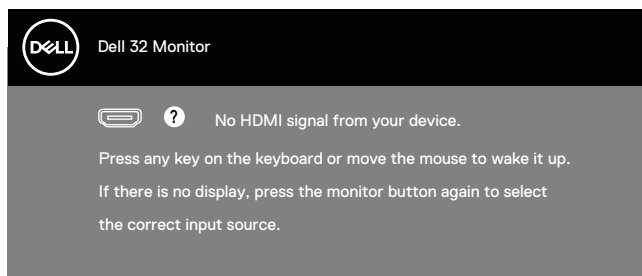 DELL
Dell 32 Monitor
? No HDMI signal from your device.
Press any key on the keyboard or move the mouse to wake it up.
If there is no display, press the monitor button again to select
the correct input source.